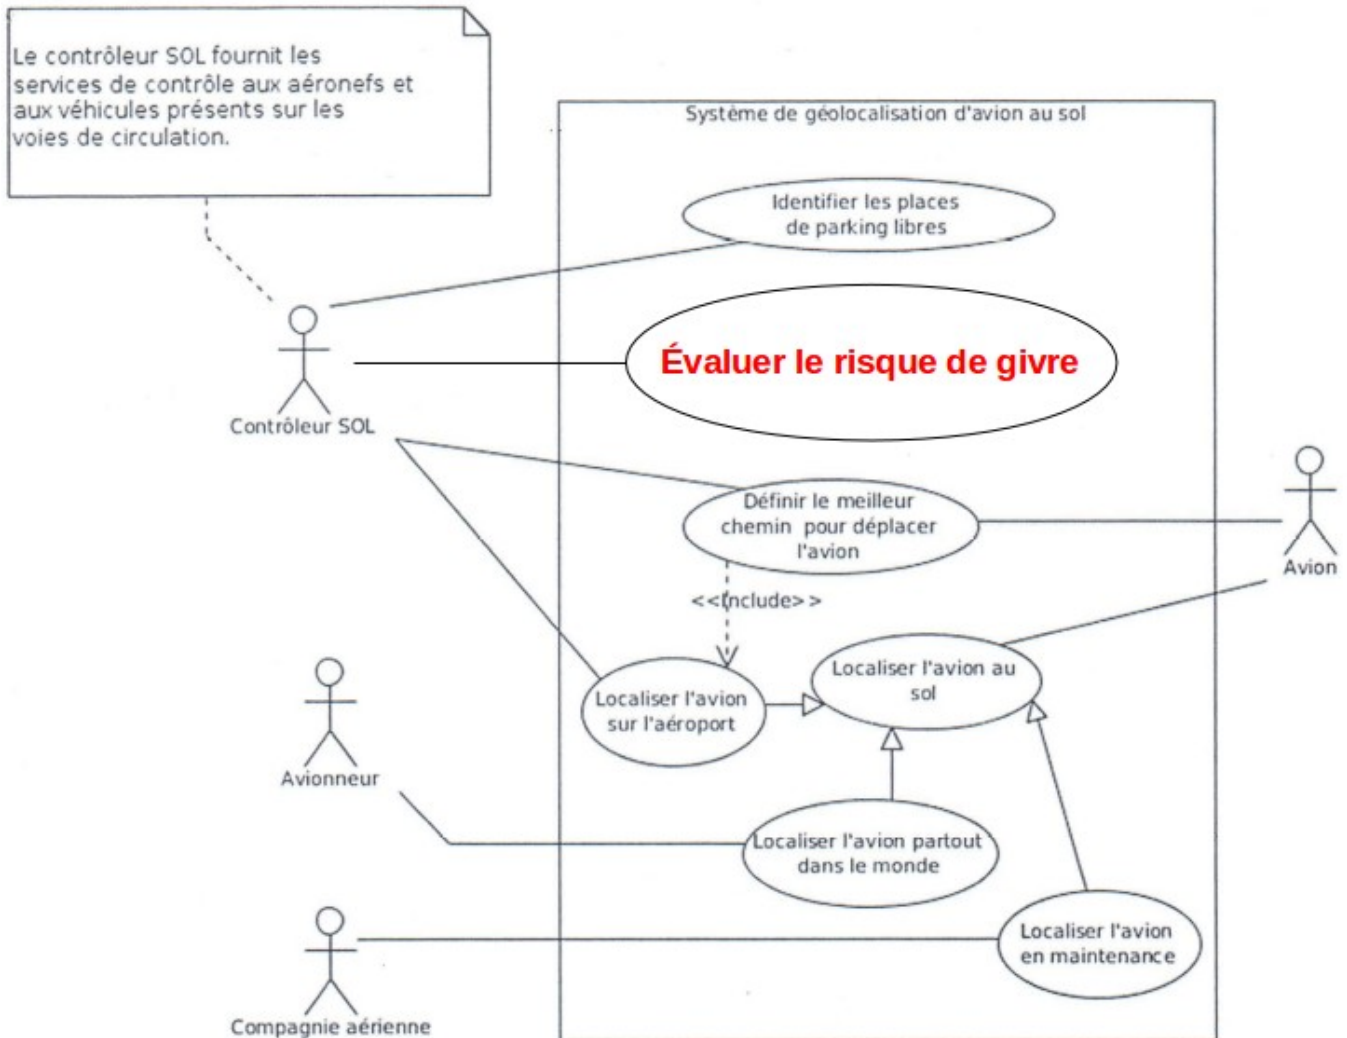 Le contrôleur SOL fournit les
services de contrôle aux aéronefs et
aux véhicules présents sur les
voies de circulation.
Système de géolocalisation d'avion au sol
Identifier les places
de parking libres
Évaluer le risque de givre
Contrôleur SOL
Définir le meilleur
chemin pour déplacer
l'avion
Avion
<<Include>>
Localiser l'avion au
sol
Localiser l'avion
sur l'aéroport
Avionneur
Localiser l'avion partout
dans le monde
Localiser l'avion
en maintenance
Compagnie aérienne